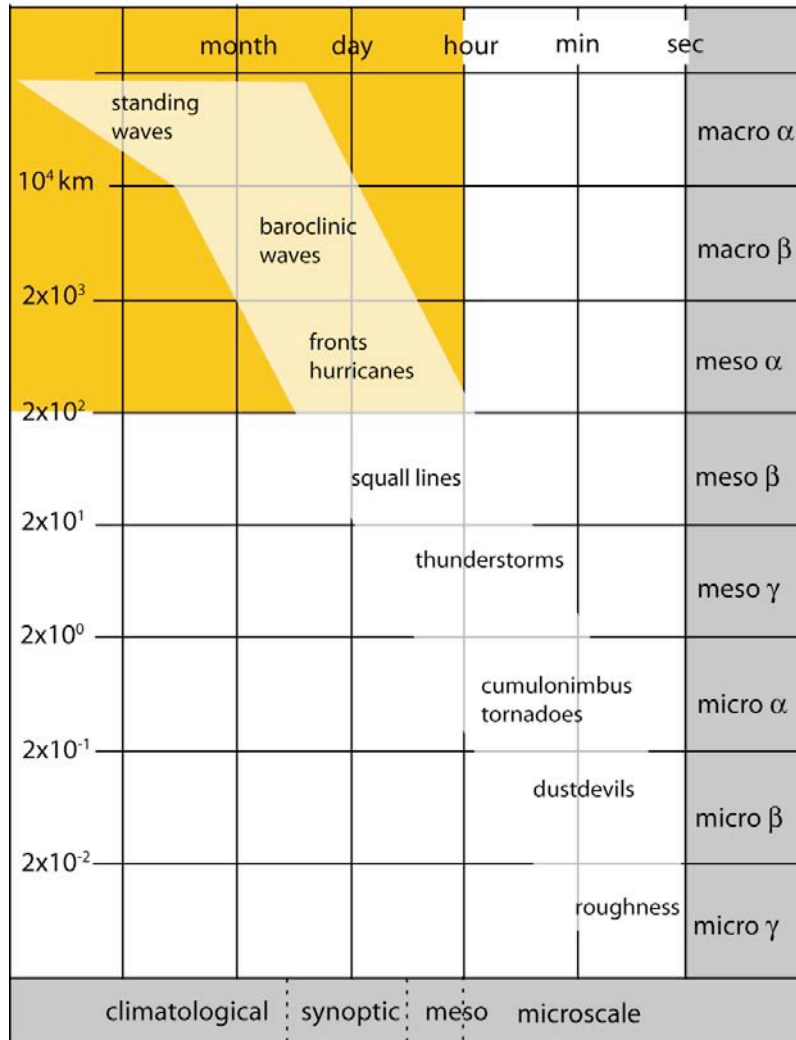 month day hour min sec
standing
waves
macro α
10⁴ km
baroclinic
waves
macro β
2x10³
fronts
hurricanes
meso α
2x10²
squall lines
meso β
2x10¹
thunderstorms
meso γ
2x10⁰
cumulonimbus
tornadoes
micro α
2x10⁻¹
dustdevils
micro β
2x10⁻²
roughness
micro γ
climatological synoptic meso microscale